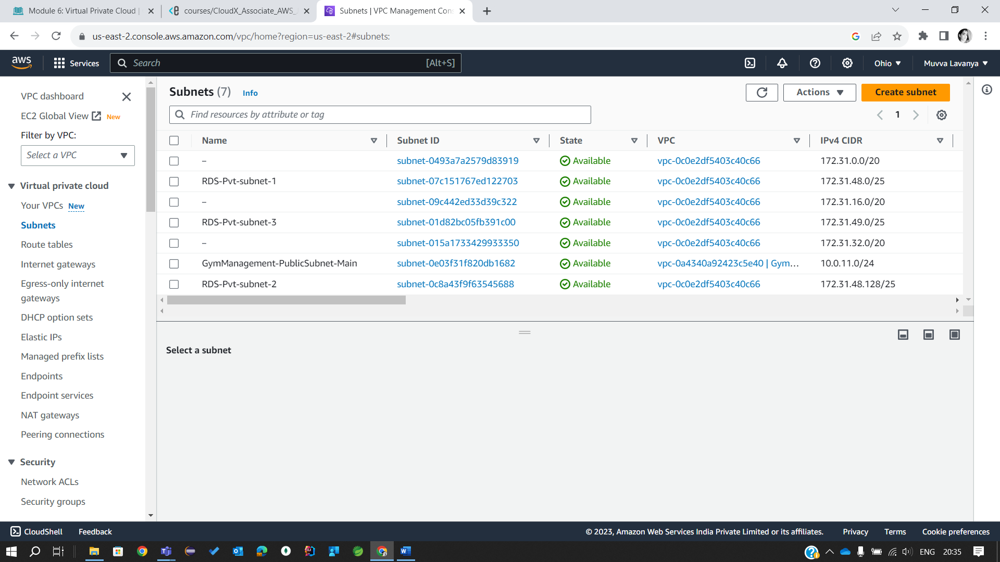 Module 6: Virtual Private Cloud |
courses/CloudX_Associate_AWS_
Subnets | VPC Management Con
us-east-2.console.aws.amazon.com/vpc/home?region=us-east-2#subnets:
aws Services Search [Alt+S] Ohio Muvva Lavanya
VPC dashboard
EC2 Global View New
Filter by VPC:
Select a VPC
Virtual private cloud
Your VPCs New
Subnets
Route tables
Internet gateways
Egress-only internet
gateways
DHCP option sets
Elastic IPs
Managed prefix lists
Endpoints
Endpoint services
NAT gateways
Peering connections
Security
Network ACLs
Security groups
Subnets (7) Info Actions Create subnet
Find resources by attribute or tag 1
Name Subnet ID State VPC IPv4 CIDR
– subnet-0493a7a2579d83919 Available vpc-0c0e2df5403c40c66 172.31.0.0/20
RDS-Pvt-subnet-1 subnet-07c151767ed122703 Available vpc-0c0e2df5403c40c66 172.31.48.0/25
– subnet-09c442ed33d39c322 Available vpc-0c0e2df5403c40c66 172.31.16.0/20
RDS-Pvt-subnet-3 subnet-01d82bc05fb391c00 Available vpc-0c0e2df5403c40c66 172.31.49.0/25
– subnet-015a1733429933350 Available vpc-0c0e2df5403c40c66 172.31.32.0/20
GymManagement-PublicSubnet-Main subnet-0e03f31f820db1682 Available vpc-0a4340a92423c5e40 | Gym... 10.0.11.0/24
RDS-Pvt-subnet-2 subnet-0c8a43f9f63545688 Available vpc-0c0e2df5403c40c66 172.31.48.128/25
Select a subnet
CloudShell Feedback © 2023, Amazon Web Services India Private Limited or its affiliates. Privacy Terms Cookie preferences
ENG 20:35